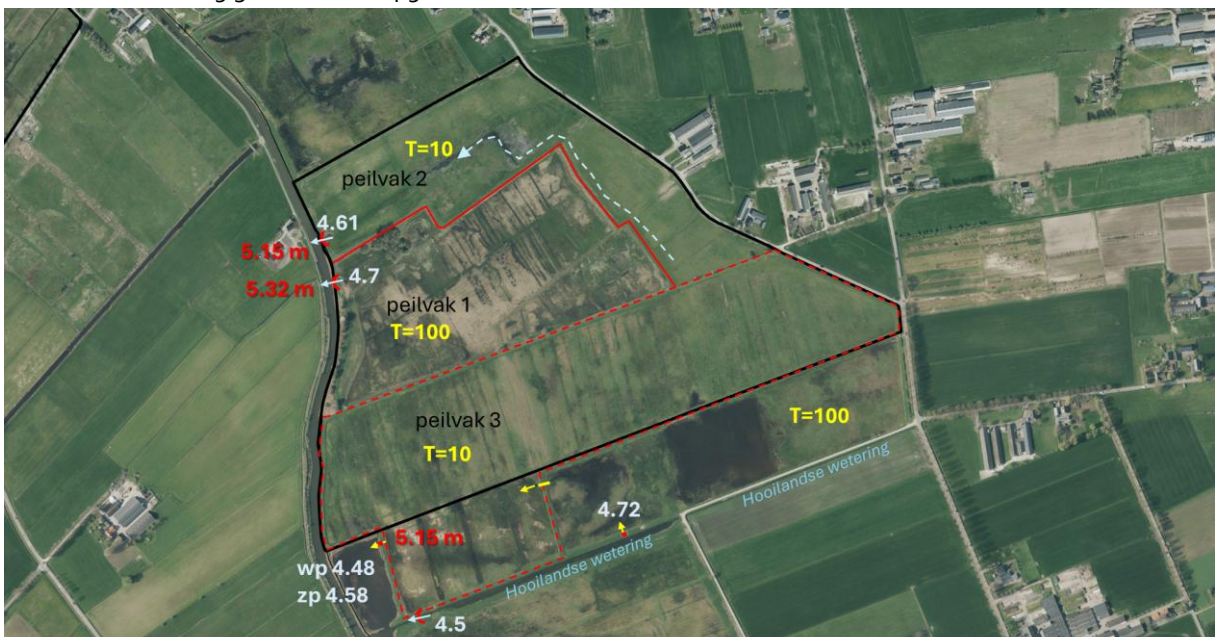 T=10
peilvak 2
4.61
5.15 m
4.7
5.32 m
peilvak 1
T=100
peilvak 3
T=10
T=100
Hooilandse wetering
4.72
5.15 m
wp 4.48
zp 4.58
Hooilandse wetering
4.5